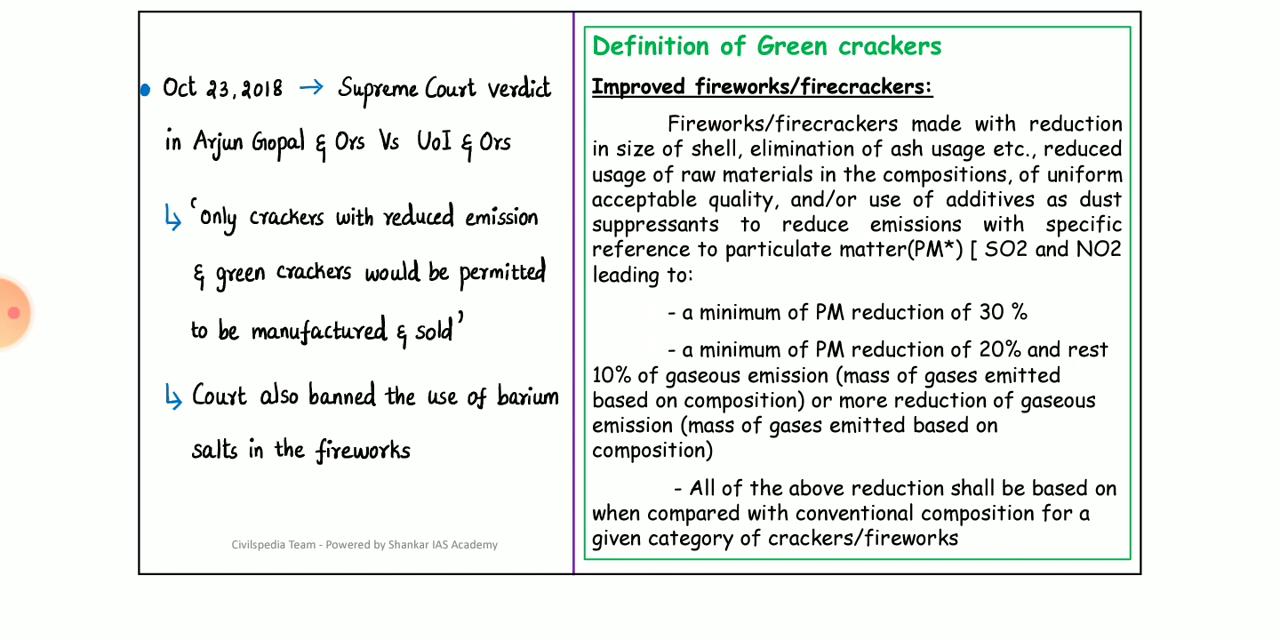 • Oct 23, 2018 → Supreme Court verdict
in Arjun Gopal & Ors Vs UoI & Ors
↳ 'only crackers with reduced emission
& green crackers would be permitted
to be manufactured & sold'
↳ Court also banned the use of barium
salts in the fireworks
Civilspedia Team - Powered by Shankar IAS Academy
Definition of Green crackers
Improved fireworks/firecrackers:
Fireworks/firecrackers made with reduction
in size of shell, elimination of ash usage etc., reduced
usage of raw materials in the compositions, of uniform
acceptable quality, and/or use of additives as dust
suppressants to reduce emissions with specific
reference to particulate matter(PM*) [ SO2 and NO2
leading to:
- a minimum of PM reduction of 30 %
- a minimum of PM reduction of 20% and rest
10% of gaseous emission (mass of gases emitted
based on composition) or more reduction of gaseous
emission (mass of gases emitted based on
composition)
- All of the above reduction shall be based on
when compared with conventional composition for a
given category of crackers/fireworks